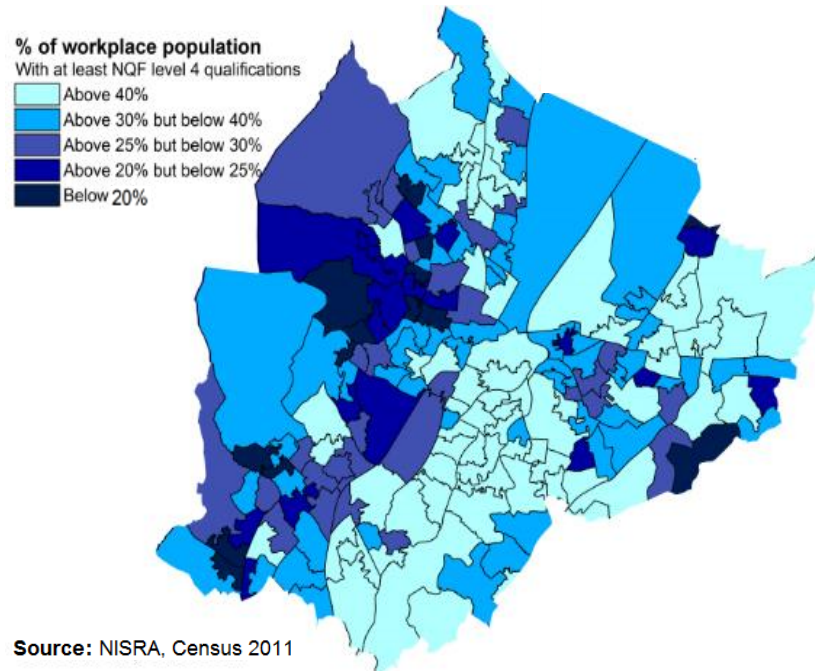 % of workplace population
With at least NQF level 4 qualifications
Above 40%
Above 30% but below 40%
Above 25% but below 30%
Above 20% but below 25%
Below 20%
Source: NISRA, Census 2011